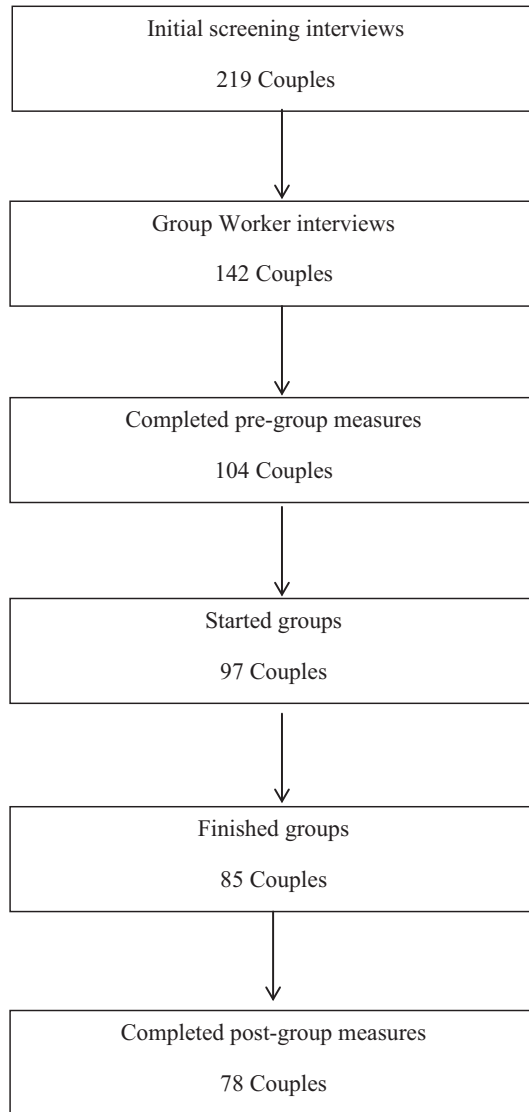 Initial screening interviews
219 Couples
Group Worker interviews
142 Couples
Completed pre-group measures
104 Couples
Started groups
97 Couples
Finished groups
85 Couples
Completed post-group measures
78 Couples